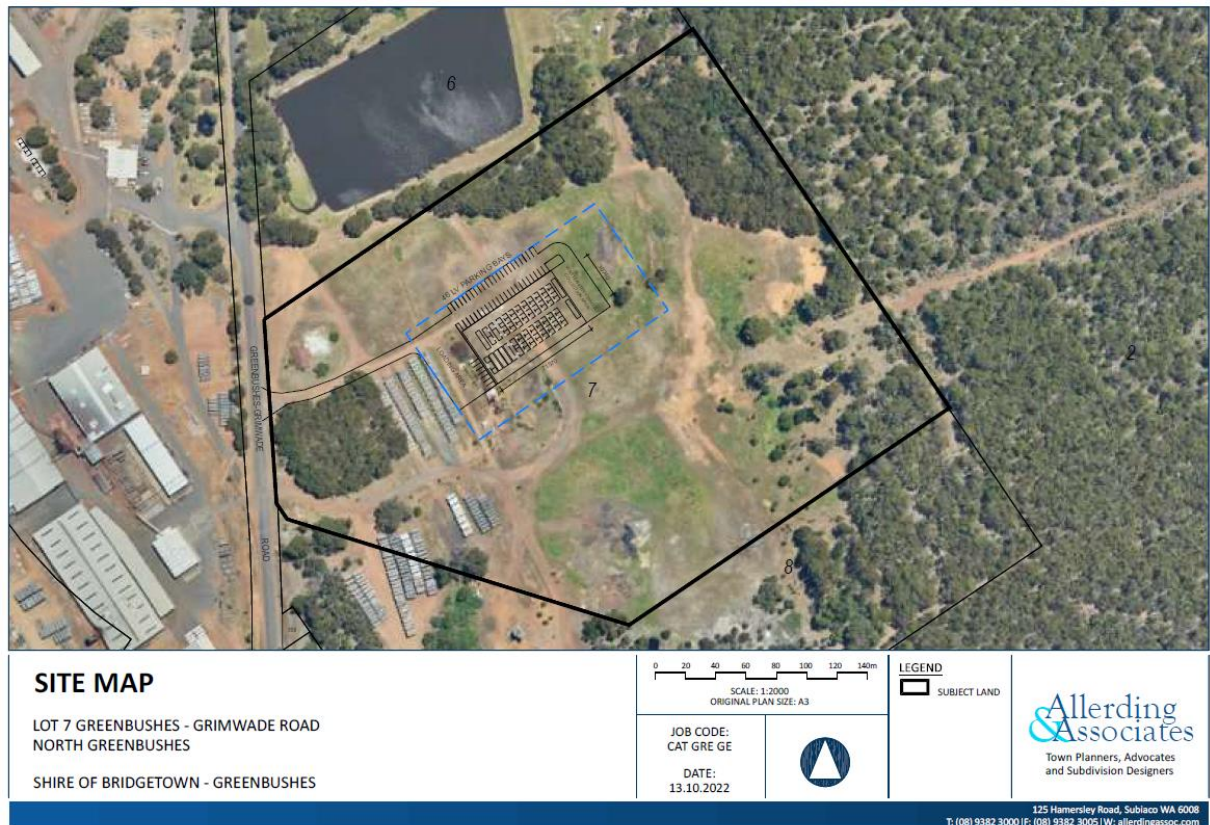 6
45 LV PARKING BAYS
7
2
8
GREENBUSHES GRIMWADE
ROAD
SITE MAP
LOT 7 GREENBUSHES - GRIMWADE ROAD
NORTH GREENBUSHES
SHIRE OF BRIDGETOWN - GREENBUSHES
0 20 40 60 80 100 120 140m
SCALE: 1:2000
ORIGINAL PLAN SIZE: A3
JOB CODE:
CAT GRE GE
DATE:
13.10.2022
LEGEND
SUBJECT LAND
Allerding
&Associates
Town Planners, Advocates
and Subdivision Designers
125 Hamersley Road, Subiaco WA 6008
T: (08) 9382 3000 |F: (08) 9382 3005 | W: allerdingassoc.com